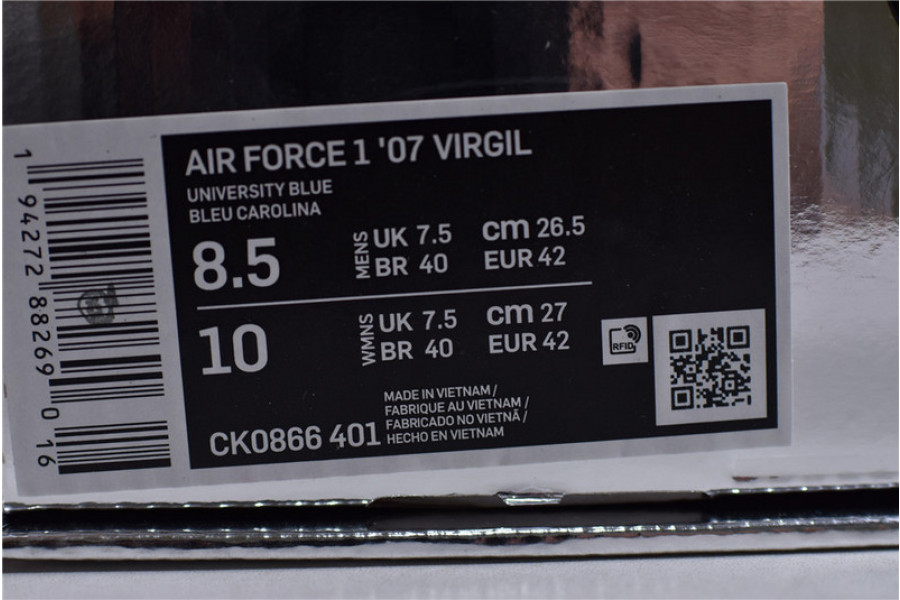 AIR FORCE 1 '07 VIRGIL
UNIVERSITY BLUE
BLEU CAROLINA
8.5
MENS
UK 7.5
cm 26.5
BR 40
EUR 42
10
WMNS
UK 7.5
cm 27
BR 40
EUR 42
RFID
MADE IN VIETNAM /
FABRIQUE AU VIETNAM /
FABRICADO NO VIETNÃ /
HECHO EN VIETNAM
CK0866 401
1 94272 88269 0 16